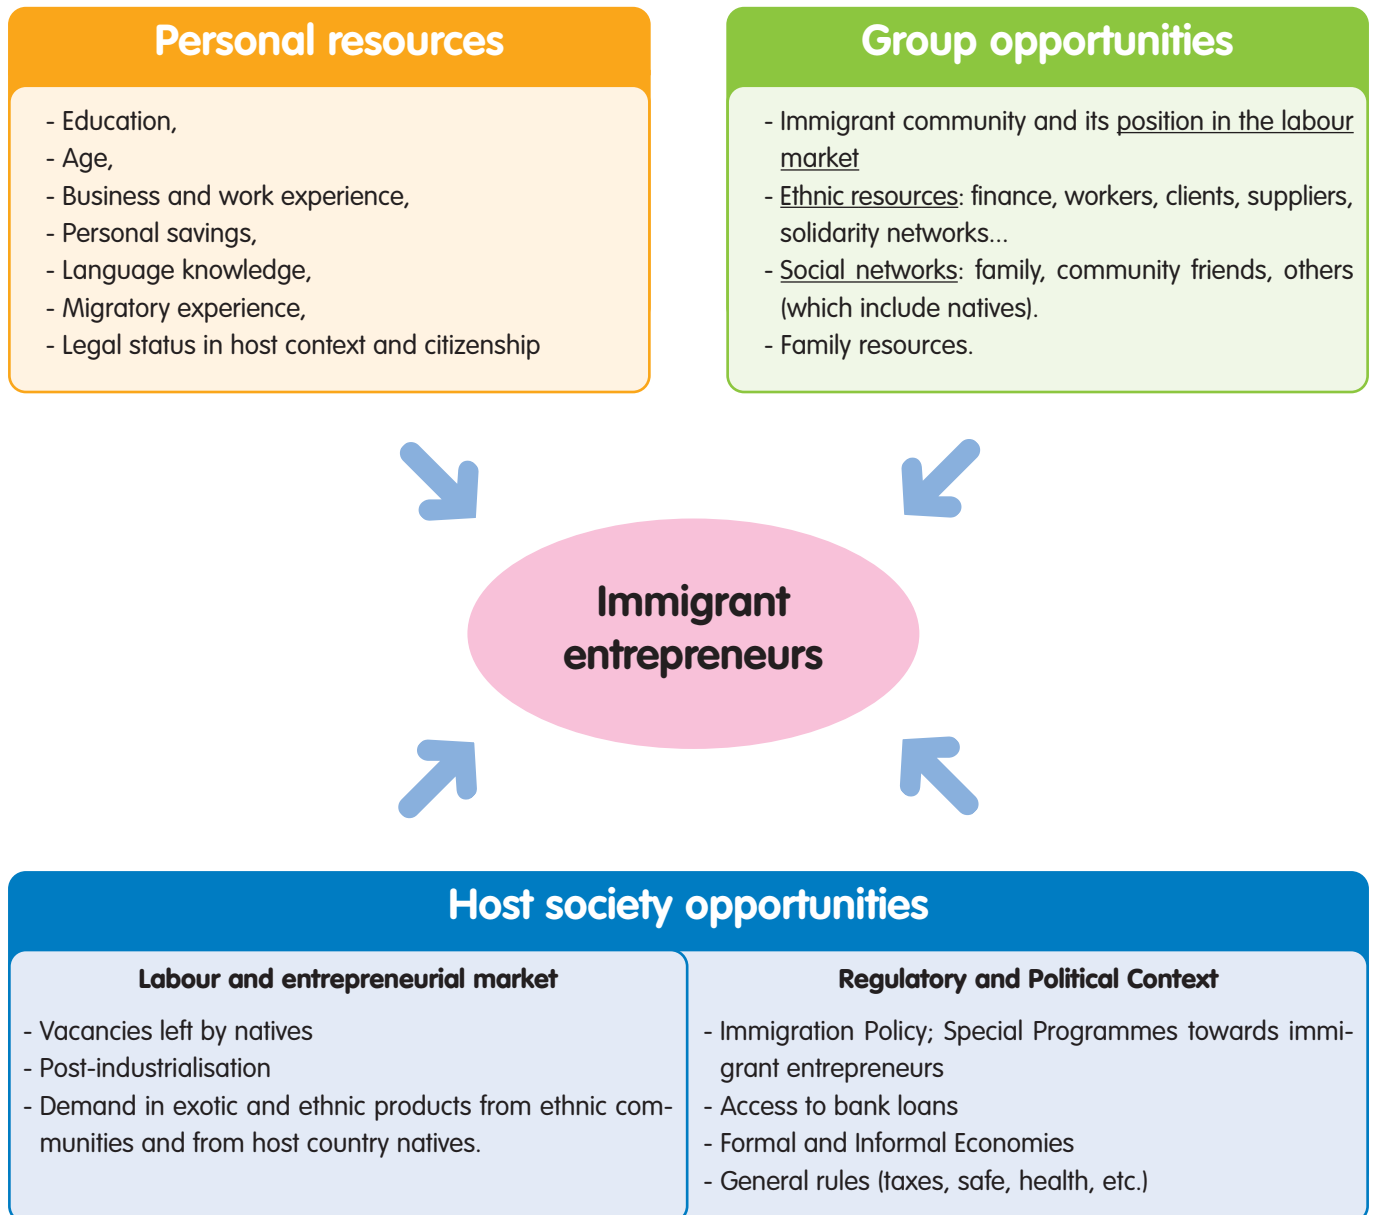 Personal resources
- Education,
- Age,
- Business and work experience,
- Personal savings,
- Language knowledge,
- Migratory experience,
- Legal status in host context and citizenship
Group opportunities
- Immigrant community and its position in the labour
market
- Ethnic resources: finance, workers, clients, suppliers,
solidarity networks...
- Social networks: family, community friends, others
(which include natives).
- Family resources.
Immigrant
entrepreneurs
Host society opportunities
Labour and entrepreneurial market
- Vacancies left by natives
- Post-industrialisation
- Demand in exotic and ethnic products from ethnic com-
munities and from host country natives.
Regulatory and Political Context
- Immigration Policy; Special Programmes towards immi-
grant entrepreneurs
- Access to bank loans
- Formal and Informal Economies
- General rules (taxes, safe, health, etc.)